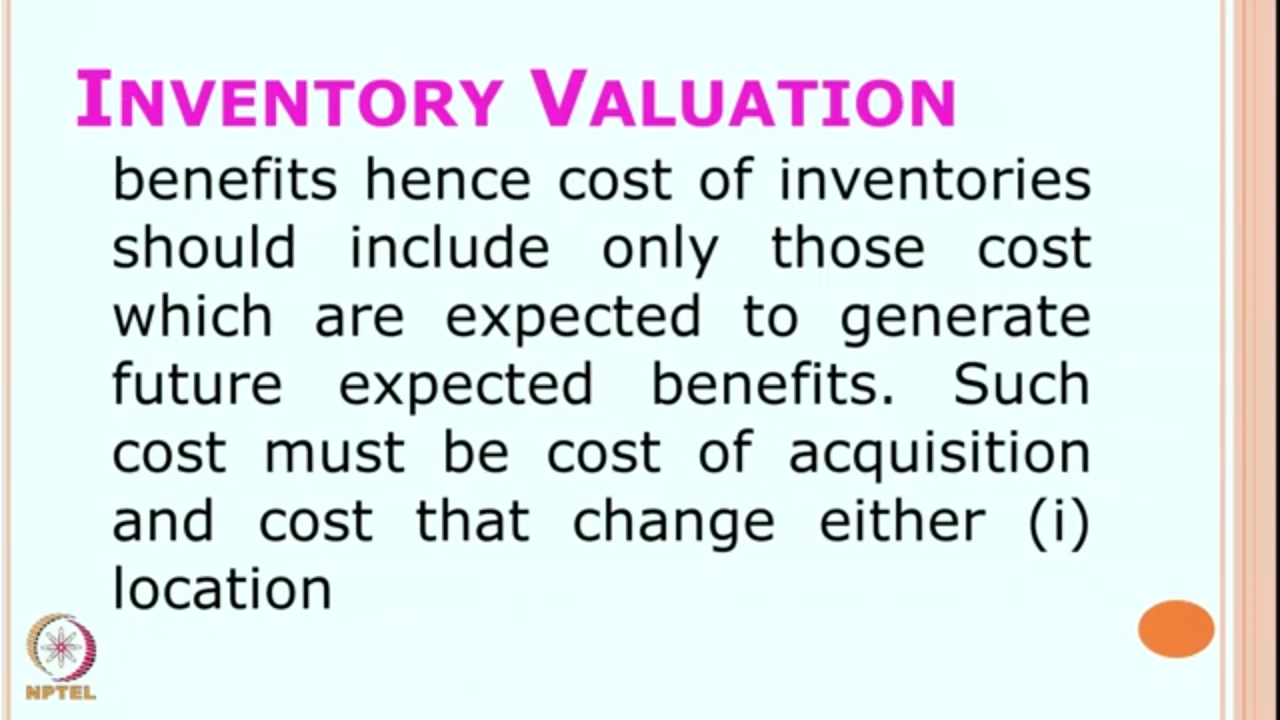 INVENTORY VALUATION
benefits hence cost of inventories
should include only those cost
which are expected to generate
future expected benefits. Such
cost must be cost of acquisition
and cost that change either (i)
location
NPTEL